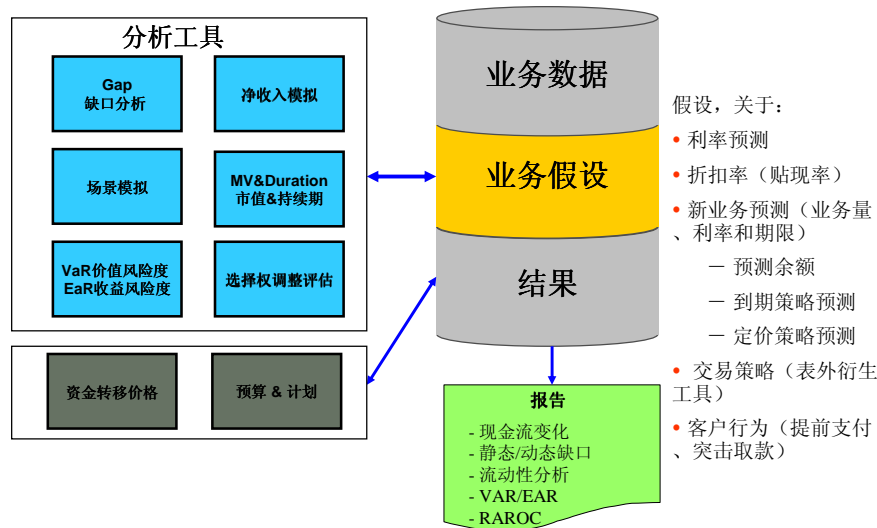 分析工具
Gap
缺口分析
净收入模拟
场景模拟
MV&Duration
市值&持续期
VaR价值风险度
EaR收益风险度
选择权调整评估
资金转移价格
预算 & 计划
业务数据
业务假设
结果
报告
- 现金流变化
- 静态/动态缺口
- 流动性分析
- VAR/EAR
- RAROC
假设，关于：
• 利率预测
• 折扣率（贴现率）
• 新业务预测（业务量
、利率和期限）
— 预测余额
— 到期策略预测
— 定价策略预测
• 交易策略（表外衍生
工具）
• 客户行为（提前支付
、突击取款）